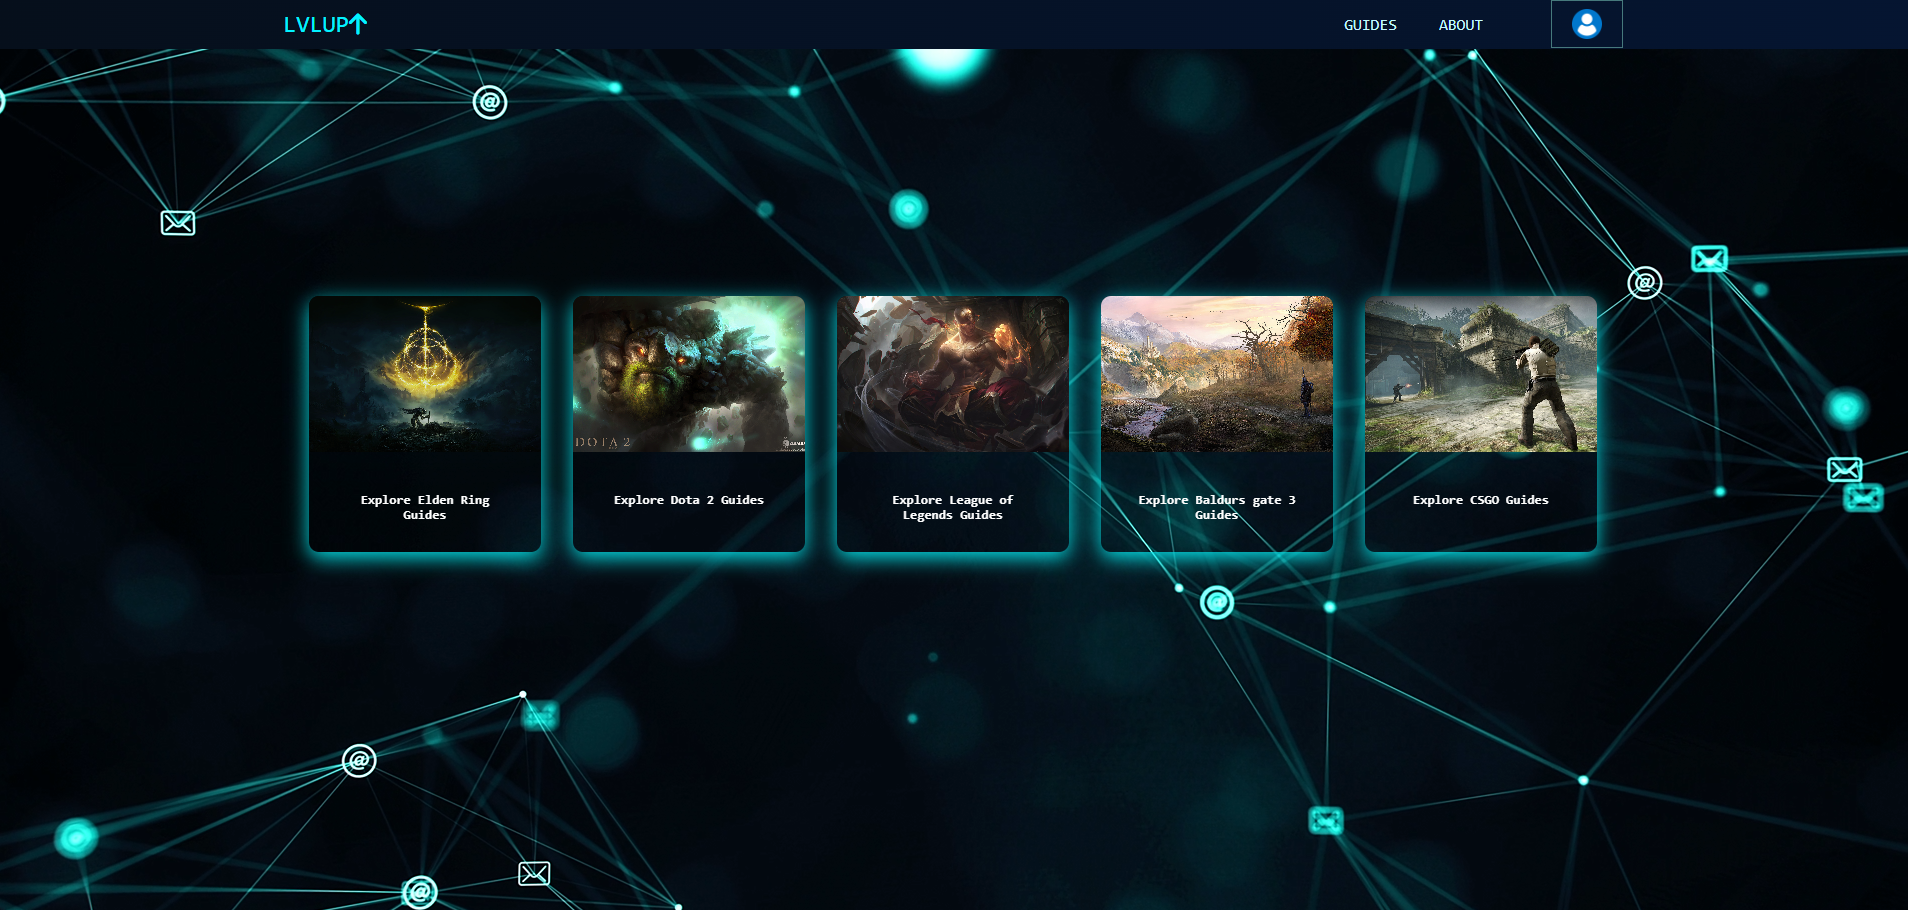 LVLUP
GUIDES
ABOUT
DOTA 2
Explore Elden Ring
Guides
Explore Dota 2 Guides
Explore League of
Legends Guides
Explore Baldurs gate 3
Guides
Explore CSGO Guides